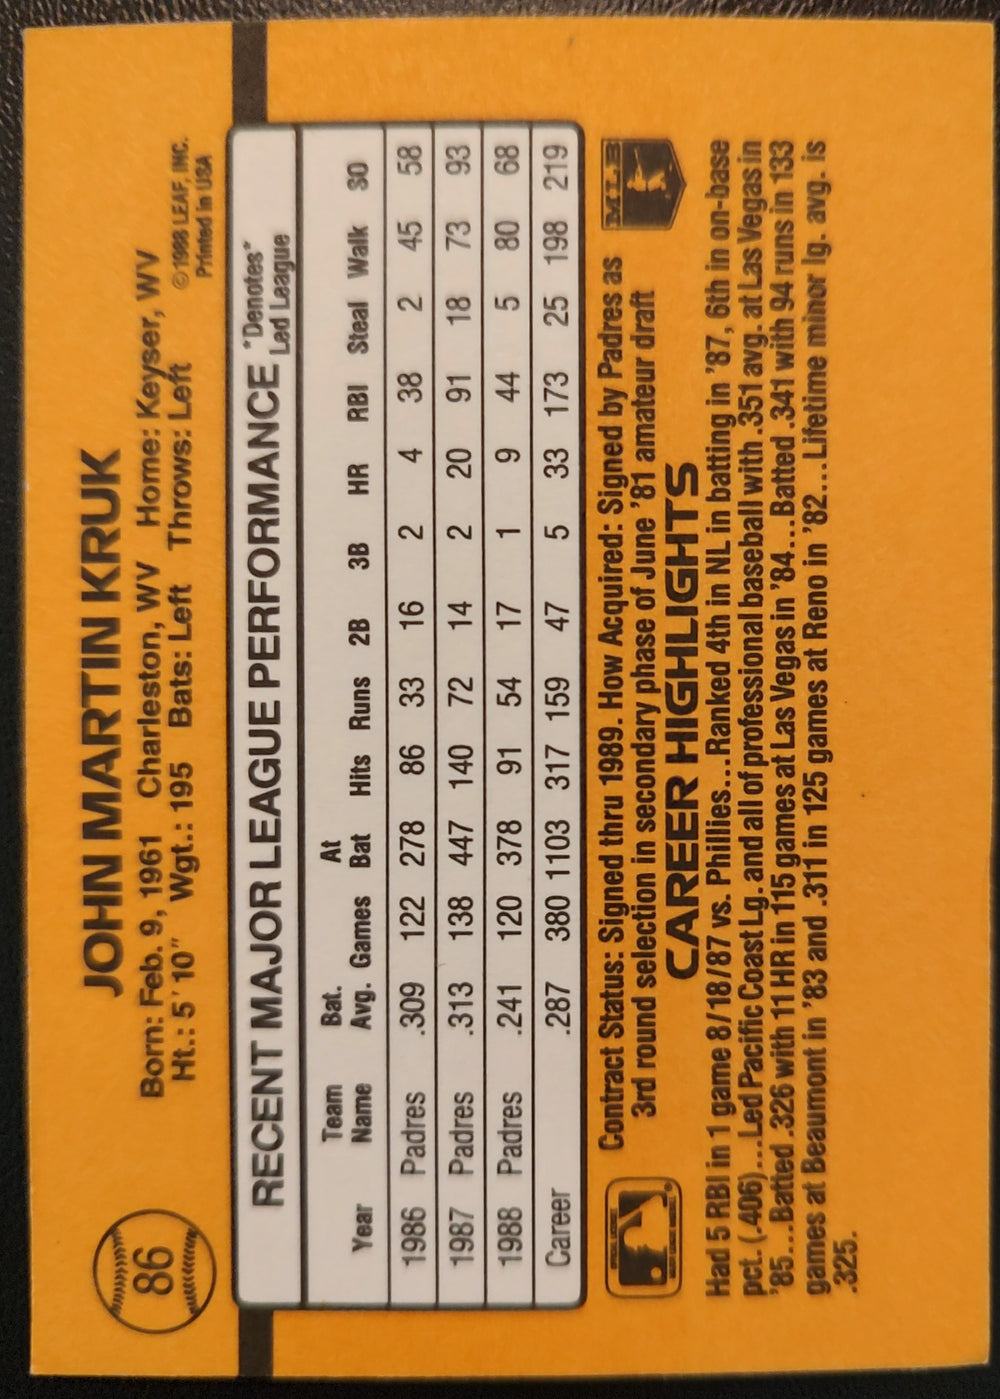 86
JOHN MARTIN KRUK
Born: Feb. 9, 1961 Charleston, WV Home: Keyser, WV
Ht.: 5' 10" Wgt.: 195 Bats: Left Throws: Left
©1988 LEAF, INC.
Printed in USA
RECENT MAJOR LEAGUE PERFORMANCE "Denotes" Led League
Year Team Name Bat. Avg. Games At Bat Hits Runs 2B 3B HR RBI Steal Walk SO
1986 Padres .309 122 278 86 33 16 2 4 38 2 45 58
1987 Padres .313 138 447 140 72 14 2 20 91 18 73 93
1988 Padres .241 120 378 91 54 17 1 9 44 5 80 68
Career .287 380 1103 317 159 47 5 33 173 25 198 219
Contract Status: Signed thru 1989. How Acquired: Signed by Padres as
3rd round selection in secondary phase of June '81 amateur draft
MLB
CAREER HIGHLIGHTS
Had 5 RBI in 1 game 8/18/87 vs. Phillies...Ranked 4th in NL in batting in '87, 6th in on-base
pct. (.406)...Led Pacific Coast Lg. and all of professional baseball with .351 avg. at Las Vegas in
'85...Batted .326 with 11 HR in 115 games at Las Vegas in '84...Batted .341 with 94 runs in 133
games at Beaumont in '83 and .311 in 125 games at Reno in '82...Lifetime minor lg. avg. is
.325.